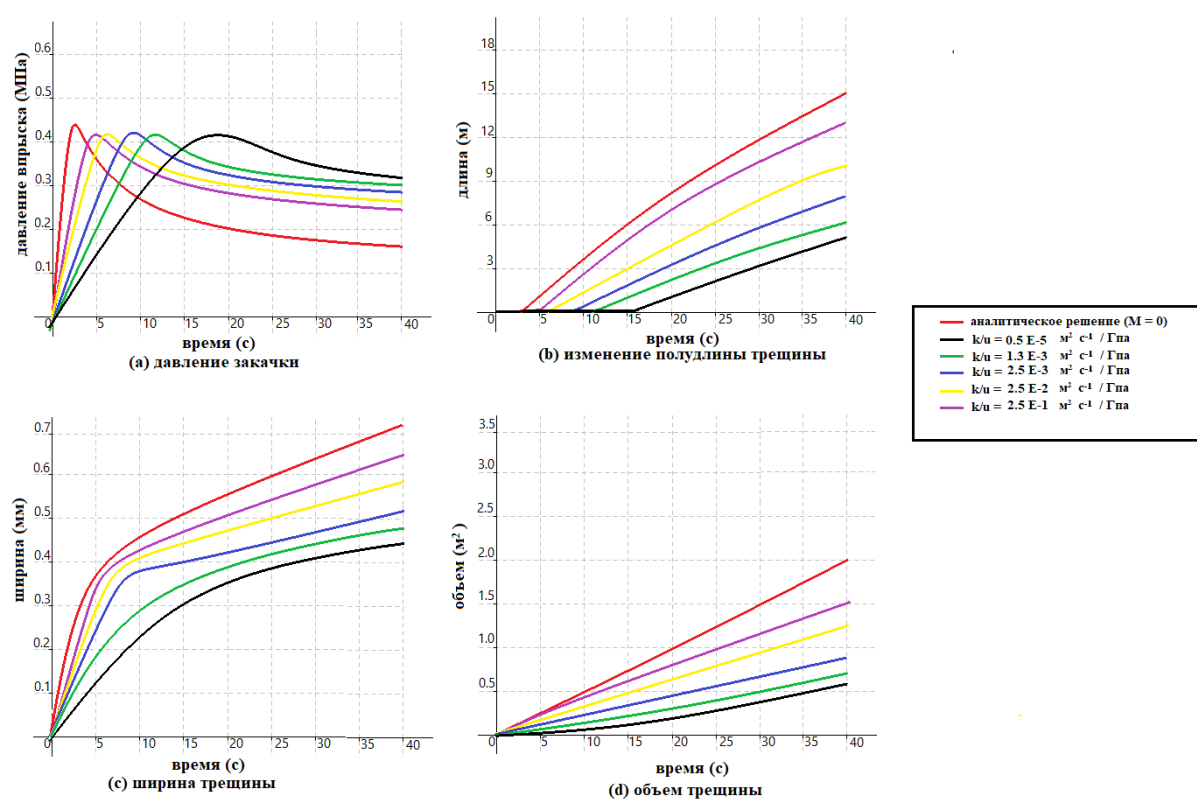 0.6
0.5
0.4
0.3
0.2
0.1
0 5 10 15 20 25 30 35 40
давление впрыска (МПа)
время (с)
(a) давление закачки
18
15
12
9
6
3
0 5 10 15 20 25 30 35 40
длина (м)
время (с)
(b) изменение полудлины трещины
аналитическое решение (M = 0)
k/u = 0.5 E-5 м² с⁻¹ / Гпа
k/u = 1.3 E-3 м² с⁻¹ / Гпа
k/u = 2.5 E-3 м² с⁻¹ / Гпа
k/u = 2.5 E-2 м² с⁻¹ / Гпа
k/u = 2.5 E-1 м² с⁻¹ / Гпа
0.7
0.6
0.5
0.4
0.3
0.2
0.1
0 5 10 15 20 25 30 35 40
ширина (мм)
время (с)
(c) ширина трещины
3.5
3.0
2.5
2.0
1.5
1.0
0.5
0 5 10 15 20 25 30 35 40
объем (м²)
время (с)
(d) объем трещины